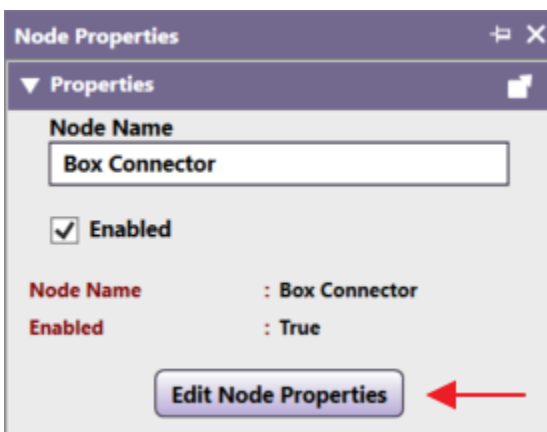 Node Properties
Properties
Node Name
Box Connector
Enabled
Node Name : Box Connector
Enabled : True
Edit Node Properties